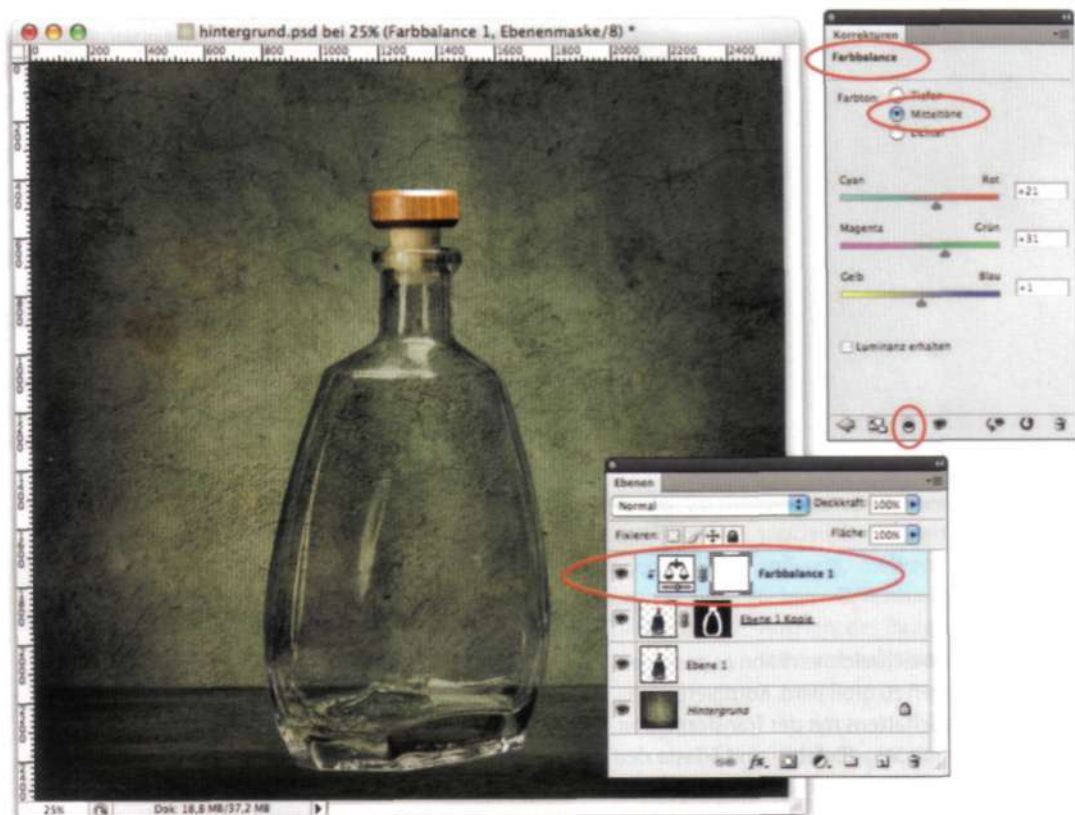 hintergrund.psd bei 25% (Farbbalance 1, Ebenenmaske/8) *
0 200 400 600 800 1000 1200 1400 1600 1800 2000 2200 2400
Korrekturen
Farbbalance
Farbton: Tiefen
Mitteltöne
Lichter
Cyan Rot +21
Magenta Grün +31
Gelb Blau +1
Luminanz erhalten
Ebenen
Normal Deckkraft: 100%
Fixieren: Fläche: 100%
Farbbalance 1
Ebene 1 Kopie
Ebene 1
Hintergrund
fx.
25% Dok: 18,8 MB/37,2 MB